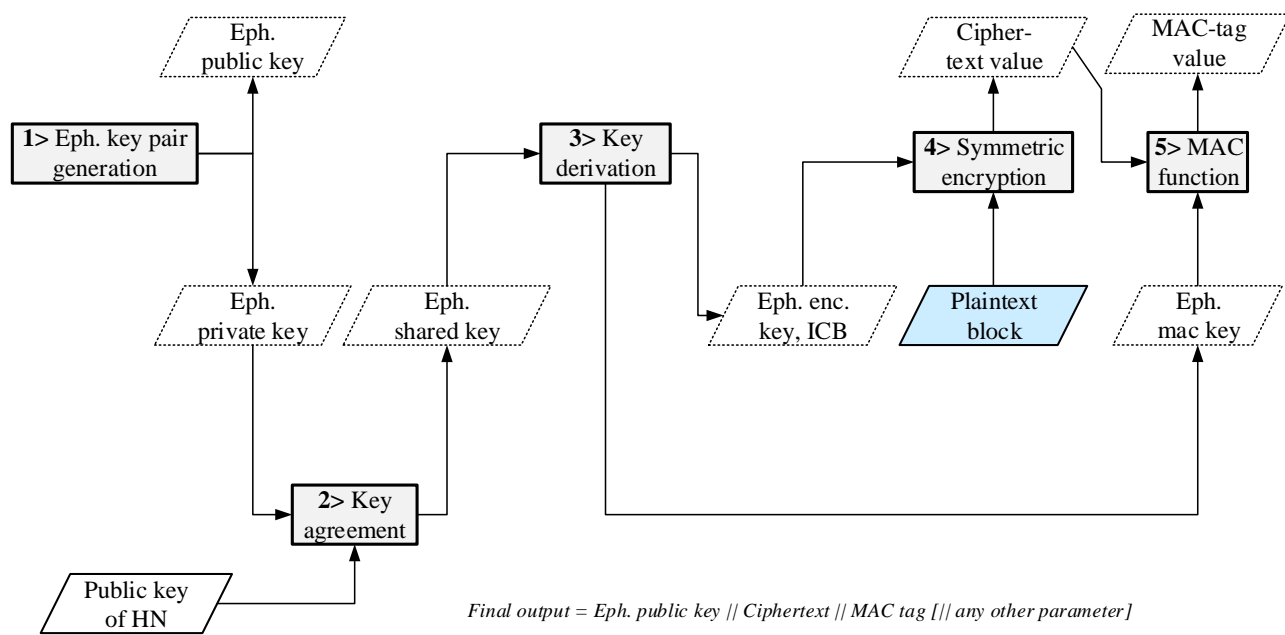 Eph.
public key
Cipher-
text value
MAC-tag
value
1> Eph. key pair
generation
3> Key
derivation
4> Symmetric
encryption
5> MAC
function
Eph.
private key
Eph.
shared key
Eph. enc.
key, ICB
Plaintext
block
Eph.
mac key
2> Key
agreement
Public key
of HN
Final output = Eph. public key || Ciphertext || MAC tag [|| any other parameter]